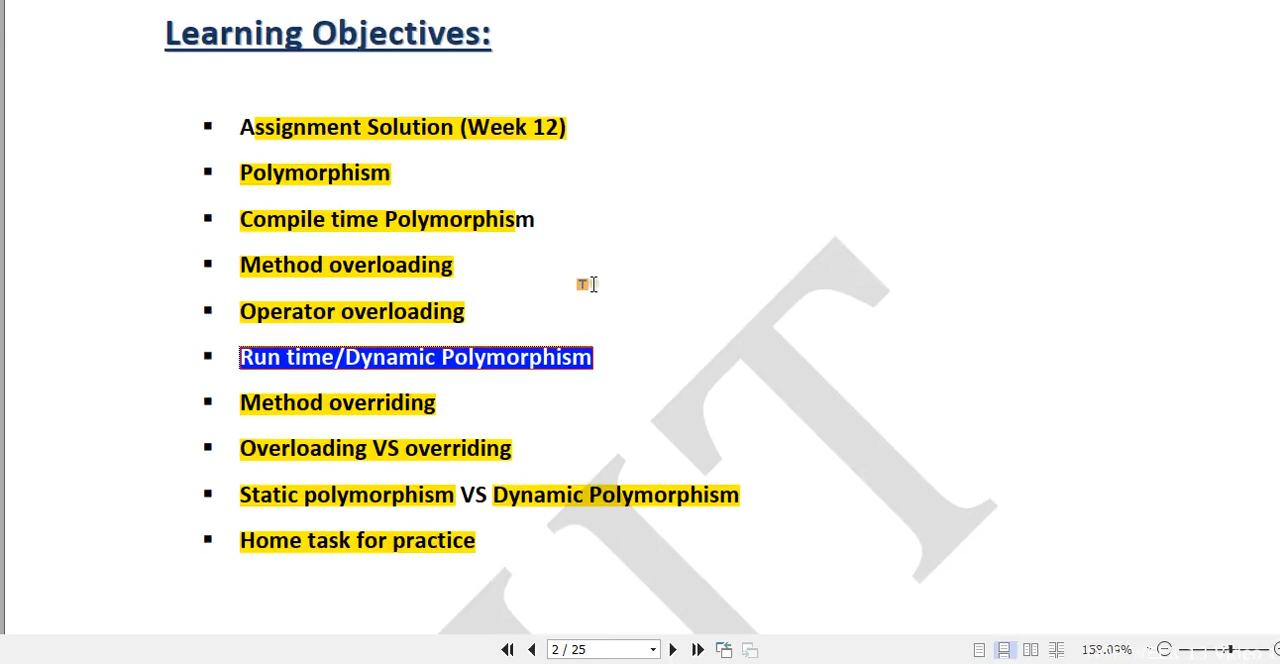 Learning Objectives:
Assignment Solution (Week 12)
Polymorphism
Compile time Polymorphism
Method overloading
Operator overloading
Run time/Dynamic Polymorphism
Method overriding
Overloading VS overriding
Static polymorphism VS Dynamic Polymorphism
Home task for practice
2 / 25